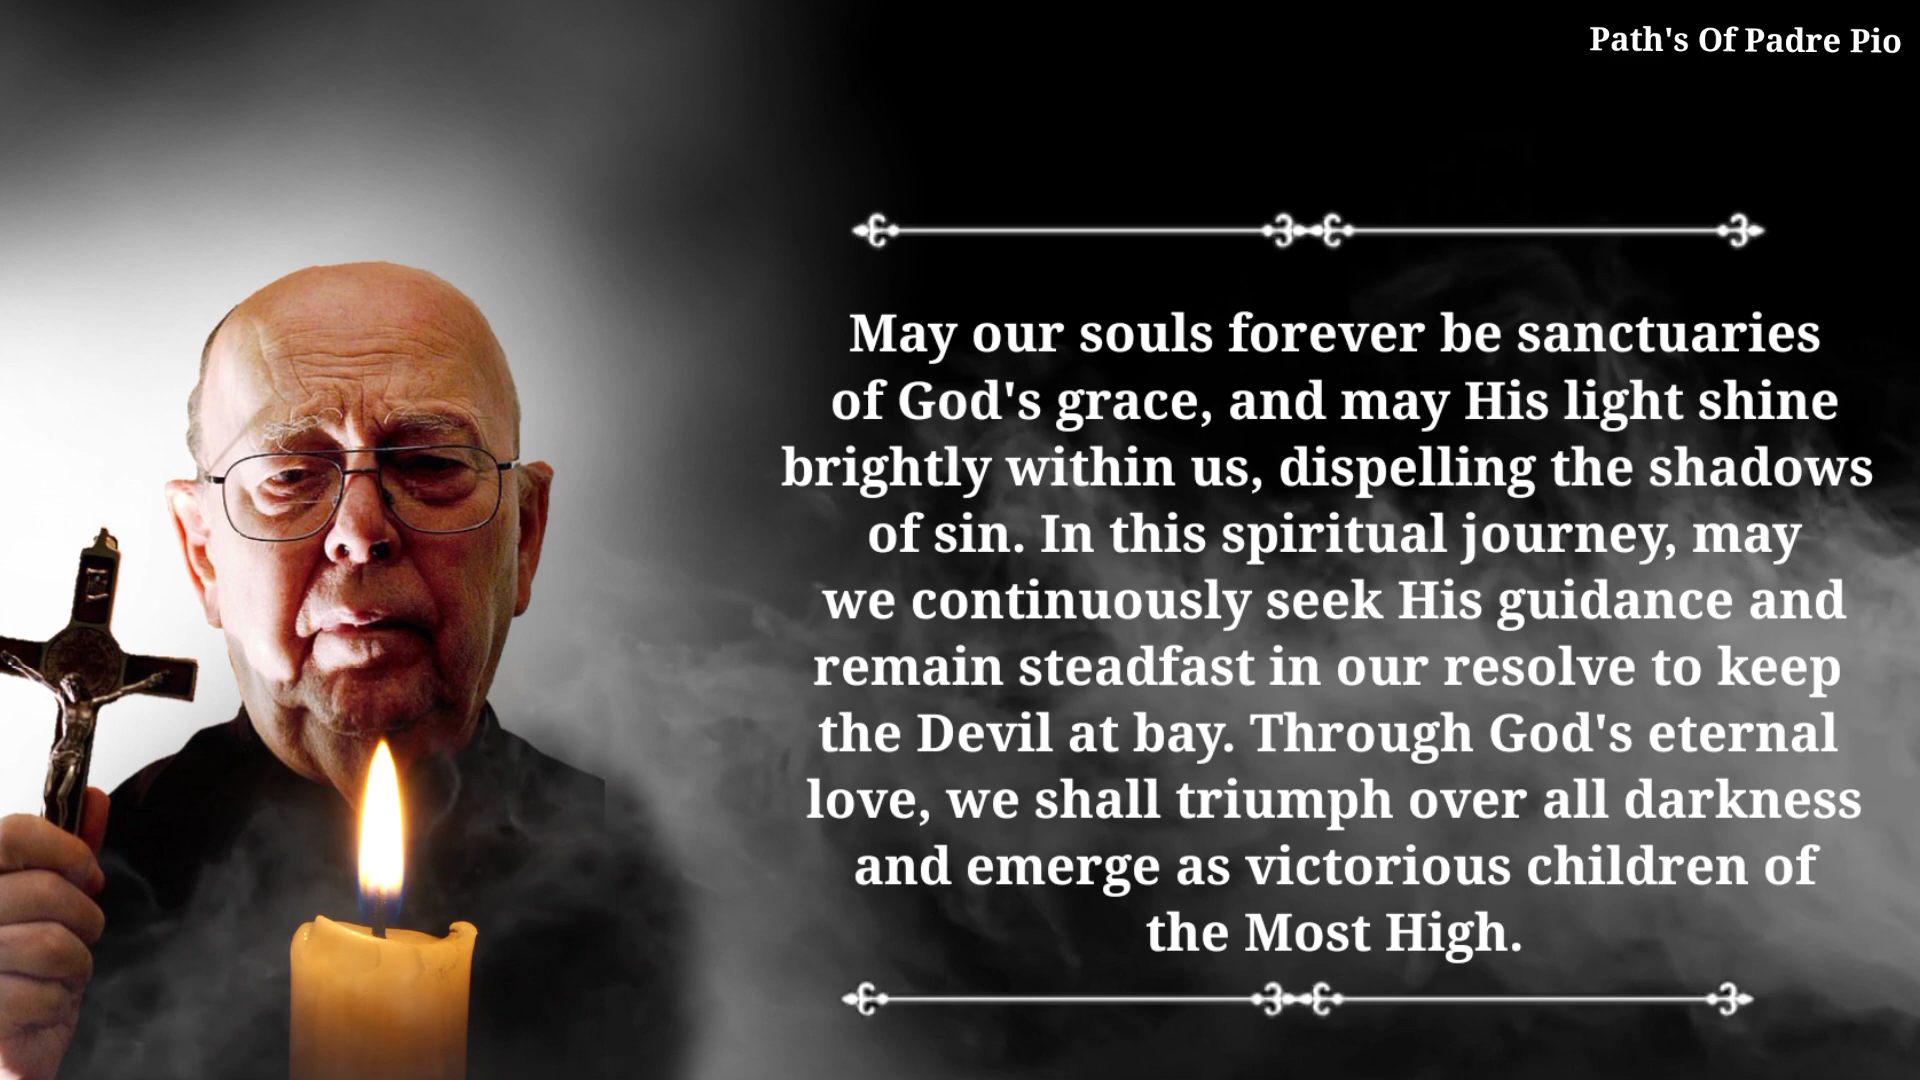 Path's Of Padre Pio
May our souls forever be sanctuaries
of God's grace, and may His light shine
brightly within us, dispelling the shadows
of sin. In this spiritual journey, may
we continuously seek His guidance and
remain steadfast in our resolve to keep
the Devil at bay. Through God's eternal
love, we shall triumph over all darkness
and emerge as victorious children of
the Most High.